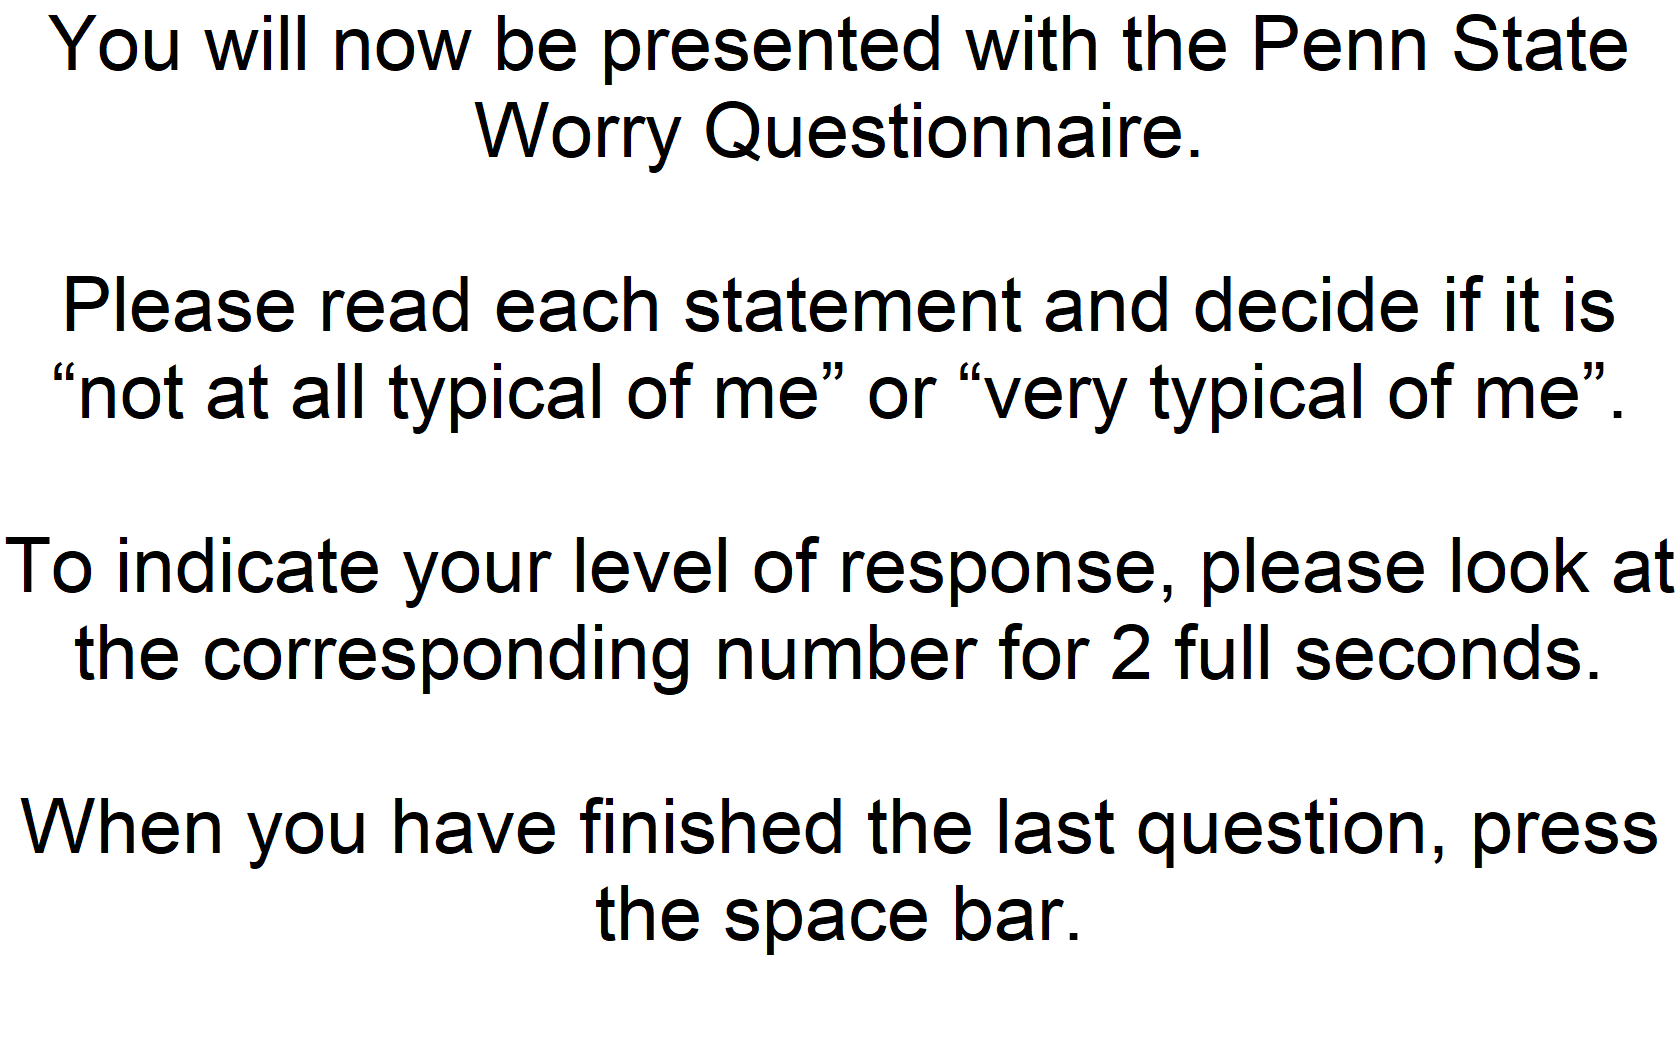 You will now be presented with the Penn State
Worry Questionnaire.
Please read each statement and decide if it is
“not at all typical of me” or “very typical of me”.
To indicate your level of response, please look at
the corresponding number for 2 full seconds.
When you have finished the last question, press
the space bar.